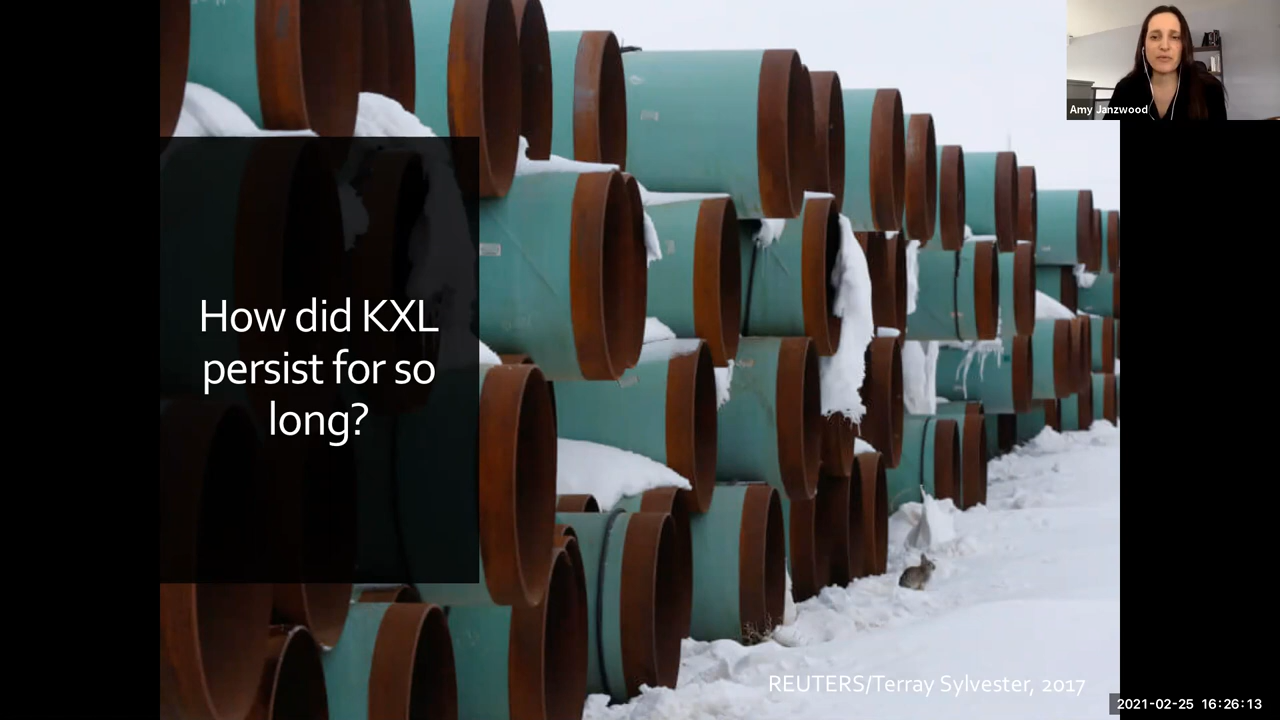 Amy Janzwood
How did KXL
persist for so
long?
REUTERS/Terray Sylvester, 2017
2021-02-25 16:26:13